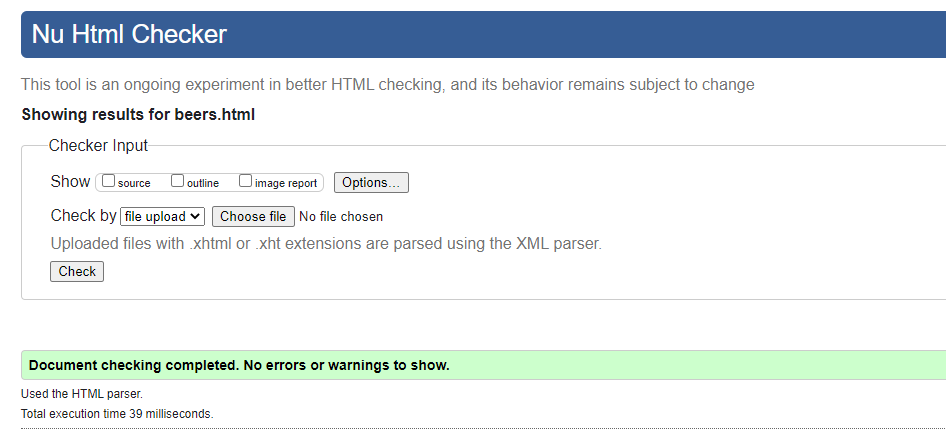 Nu Html Checker
This tool is an ongoing experiment in better HTML checking, and its behavior remains subject to change
Showing results for beers.html
Checker Input
Show source outline image report Options...
Check by file upload Choose file No file chosen
Uploaded files with .xhtml or .xht extensions are parsed using the XML parser.
Check
Document checking completed. No errors or warnings to show.
Used the HTML parser.
Total execution time 39 milliseconds.